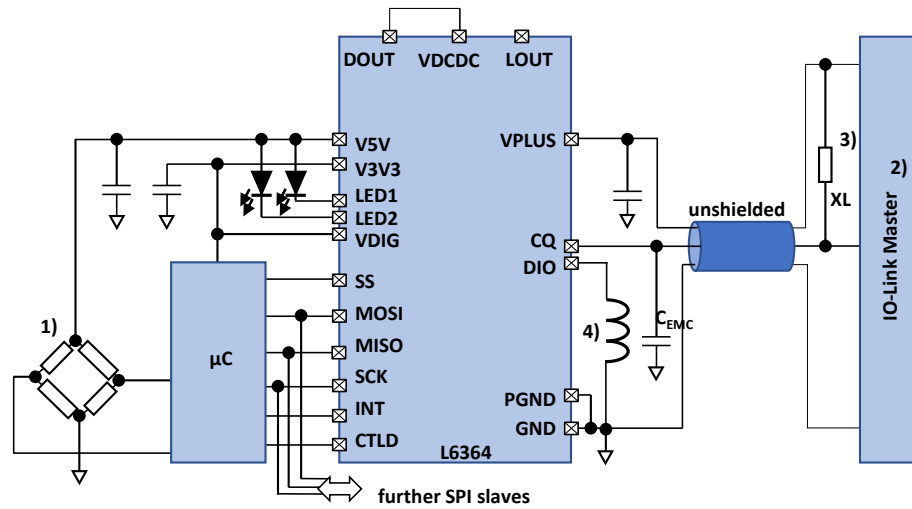 DOUT VDCDC LOUT
V5V
V3V3
LED1
LED2
VDIG
SS
MOSI
MISO
SCK
INT
CTLD
VPLUS
CQ
DIO
PGND
GND
L6364
1)
µC
further SPI slaves
4)
C_EMC
unshielded
3)
XL
2)
IO-Link Master